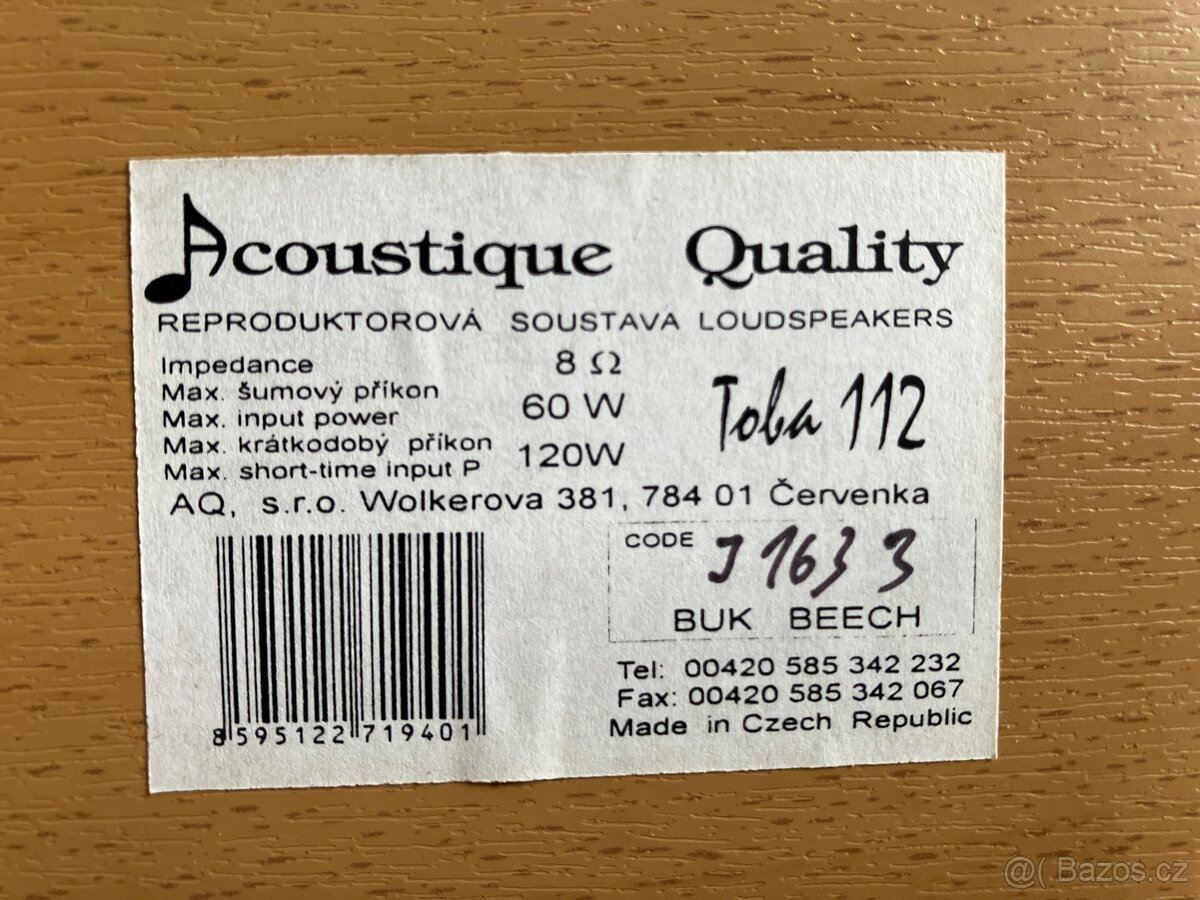 Acoustique Quality
REPRODUKTOROVÁ SOUSTAVA LOUDSPEAKERS
Impedance 8 Ω
Max. šumový příkon
Max. input power 60 W
Max. krátkodobý příkon
Max. short-time input P 120W
Toba 112
AQ, s.r.o. Wolkerova 381, 784 01 Červenka
CODE J 163 3
BUK BEECH
8 595122 719401
Tel: 00420 585 342 232
Fax: 00420 585 342 067
Made in Czech Republic
@( Bazos.cz